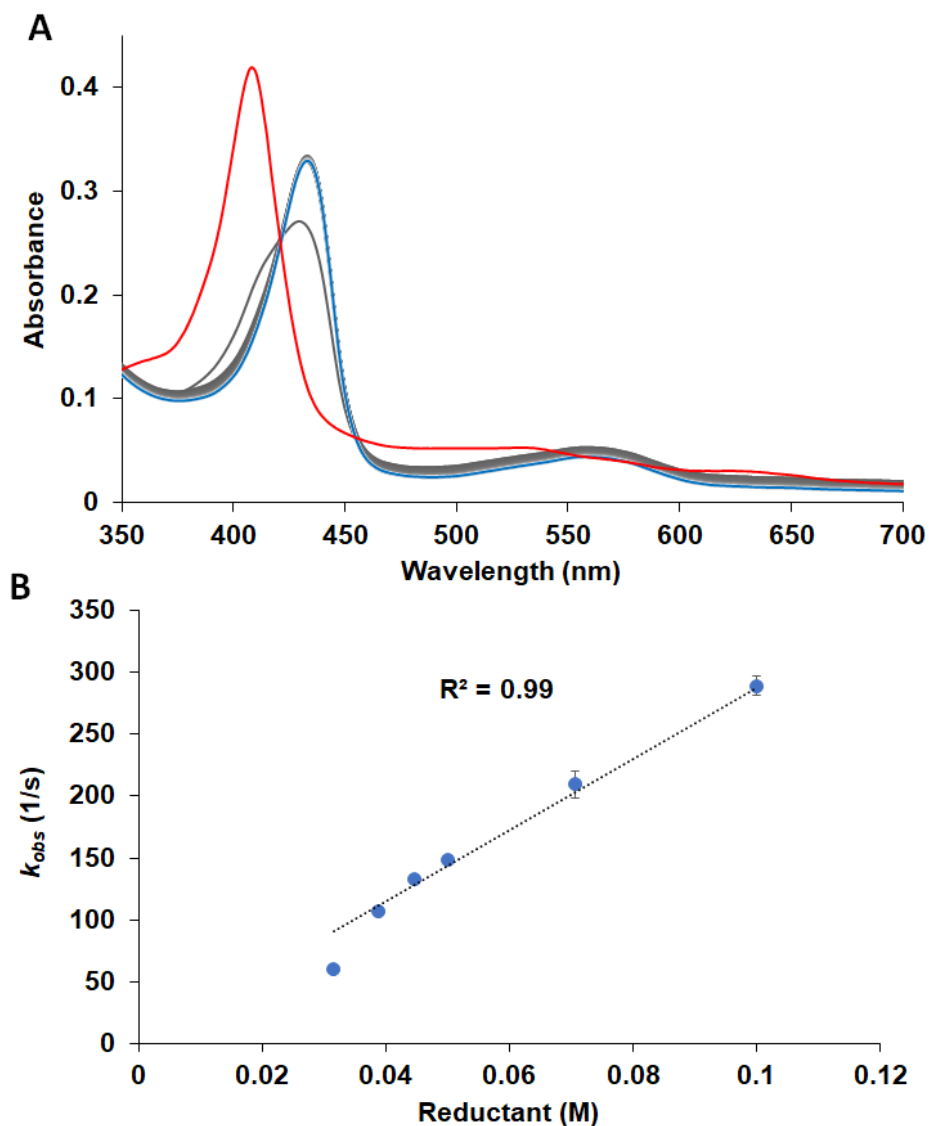 A
0.4
0.3
0.2
0.1
0
Absorbance
350 400 450 500 550 600 650 700
Wavelength (nm)
B
350
300
250
200
150
100
50
0
k_obs (1/s)
R² = 0.99
0 0.02 0.04 0.06 0.08 0.1 0.12
Reductant (M)